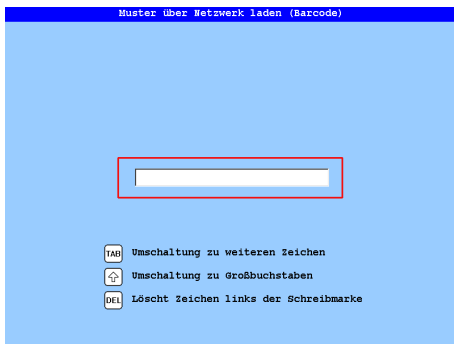 Muster über Netzwerk laden (Barcode)
TAB Umschaltung zu weiteren Zeichen
Umschaltung zu Großbuchstaben
DEL Löscht Zeichen links der Schreibmarke